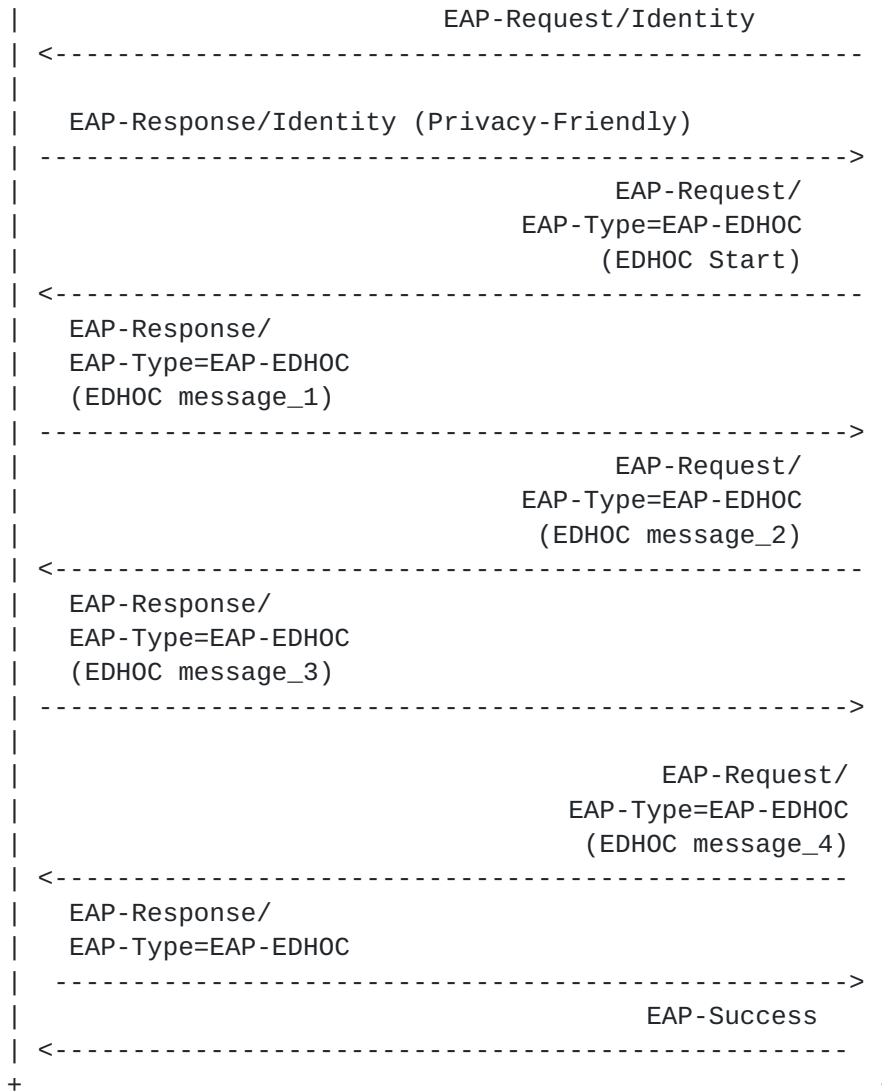 |                           EAP-Request/Identity
| <----------------------------------------------------
|
|   EAP-Response/Identity (Privacy-Friendly)
| ---------------------------------------------------->
|                                      EAP-Request/
|                                EAP-Type=EAP-EDHOC
|                                     (EDHOC Start)
| <----------------------------------------------------
|   EAP-Response/
|   EAP-Type=EAP-EDHOC
|   (EDHOC message_1)
| ---------------------------------------------------->
|                                      EAP-Request/
|                                EAP-Type=EAP-EDHOC
|                                 (EDHOC message_2)
| <----------------------------------------------------
|   EAP-Response/
|   EAP-Type=EAP-EDHOC
|   (EDHOC message_3)
| ---------------------------------------------------->
|
|                                         EAP-Request/
|                                   EAP-Type=EAP-EDHOC
|                                    (EDHOC message_4)
| <---------------------------------------------------
|   EAP-Response/
|   EAP-Type=EAP-EDHOC
|  --------------------------------------------------->
|                                        EAP-Success
| <---------------------------------------------------
+